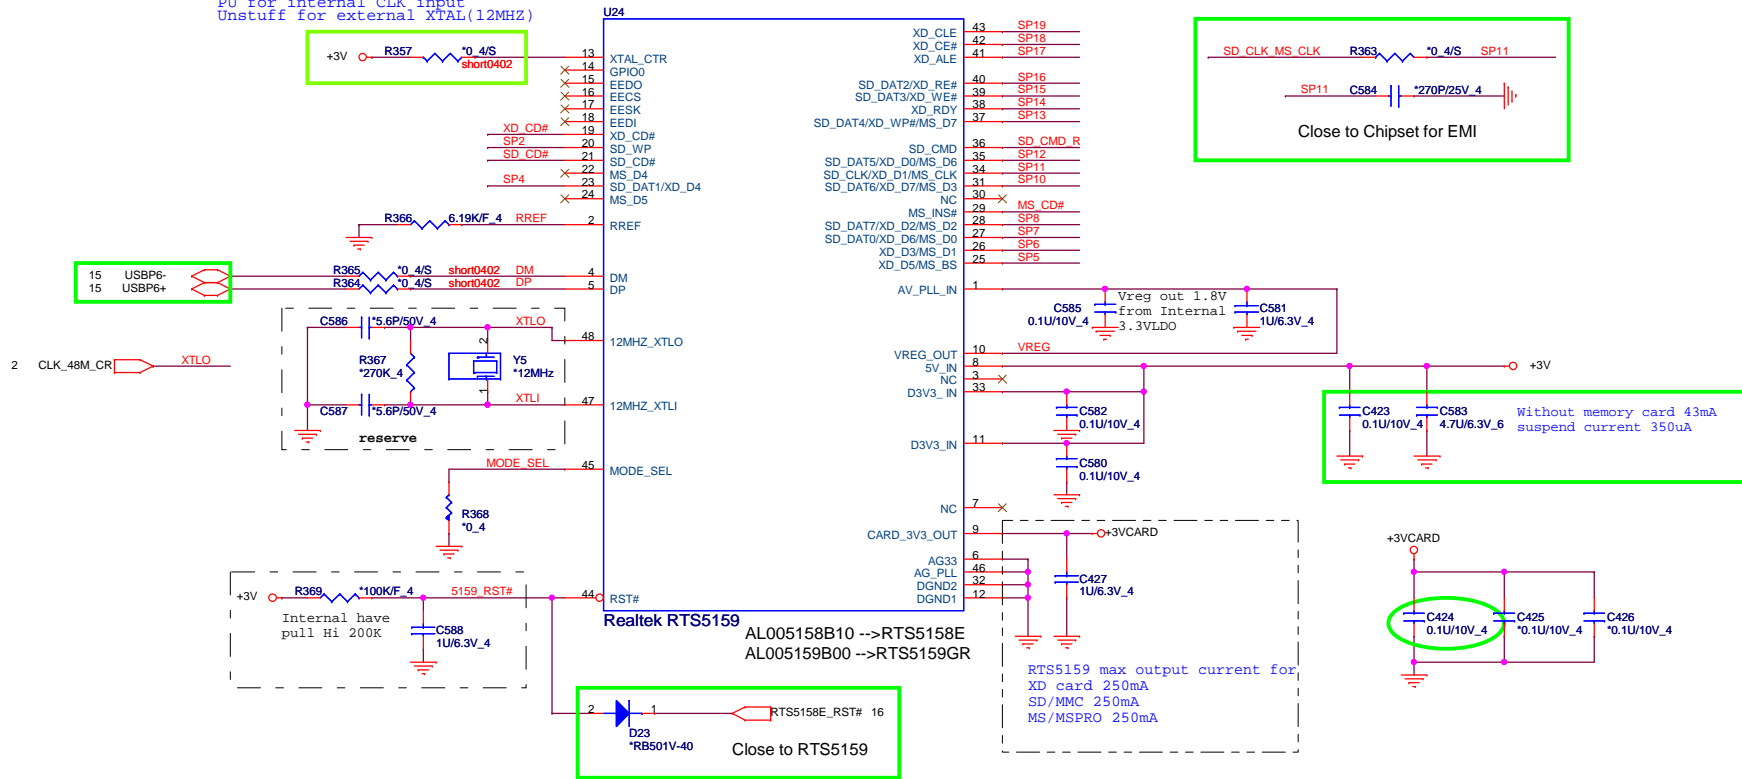 PU for internal CLK input
Unstuff for external XTAL(12MHZ)
+3V
R357
*0_4/S
short0402
U24
13 XTAL_CTR
14 GPIO0
15 EEDO
16 EECS
17 EESK
18 EEDI
XD_CD# 19 XD_CD#
SP2 20 SD_WP
SD_CD# 21 SD_CD#
22 MS_D4
SP4 23 SD_DAT1/XD_D4
24 MS_D5
R366 6.19K/F_4 RREF 2 RREF
15 USBP6-
15 USBP6+
R365 *0_4/S short0402 DM 4 DM
R364 *0_4/S short0402 DP 5 DP
C586 *5.6P/50V_4 XTLO 48 12MHZ_XTLO
R367
*270K_4
2
1
Y5
*12MHz
C587 *5.6P/50V_4 XTLI 47 12MHZ_XTLI
reserve
2 CLK_48M_CR XTLO
MODE_SEL 45 MODE_SEL
R368
*0_4
+3V R369 *100K/F_4 5159_RST# 44 RST#
Internal have
pull Hi 200K
C588
1U/6.3V_4
XD_CLE 43 SP19
XD_CE# 42 SP18
XD_ALE 41 SP17
SD_DAT2/XD_RE# 40 SP16
SD_DAT3/XD_WE# 39 SP15
XD_RDY 38 SP14
SD_DAT4/XD_WP#/MS_D7 37 SP13
SD_CMD 36 SD_CMD_R
SD_DAT5/XD_D0/MS_D6 35 SP12
SD_CLK/XD_D1/MS_CLK 34 SP11
SD_DAT6/XD_D7/MS_D3 31 SP10
NC 30
MS_INS# 29 MS_CD#
SD_DAT7/XD_D2/MS_D2 28 SP8
SD_DAT0/XD_D6/MS_D0 27 SP7
XD_D3/MS_D1 26 SP6
XD_D5/MS_BS 25 SP5
AV_PLL_IN 1
C585
0.1U/10V_4
Vreg out 1.8V
from Internal
3.3VLDO
C581
1U/6.3V_4
VREG_OUT 10 VREG
5V_IN 8 +3V
NC 3
D3V3_ IN 33
C582
0.1U/10V_4
D3V3_IN 11
C580
0.1U/10V_4
NC 7
CARD_3V3_OUT 9 +3VCARD
AG33 6
AG_PLL 46
DGND2 32
DGND1 12
C427
1U/6.3V_4
RTS5159 max output current for
XD card 250mA
SD/MMC 250mA
MS/MSPRO 250mA
Realtek RTS5159
AL005158B10 -->RTS5158E
AL005159B00 -->RTS5159GR
2 1 RTS5158E_RST# 16
D23
*RB501V-40
Close to RTS5159
SD_CLK_MS_CLK R363 *0_4/S SP11
SP11 C584 *270P/25V_4
Close to Chipset for EMI
C423
0.1U/10V_4
C583
4.7U/6.3V_6
Without memory card 43mA
suspend current 350uA
+3VCARD
C424
0.1U/10V_4
C425
*0.1U/10V_4
C426
*0.1U/10V_4